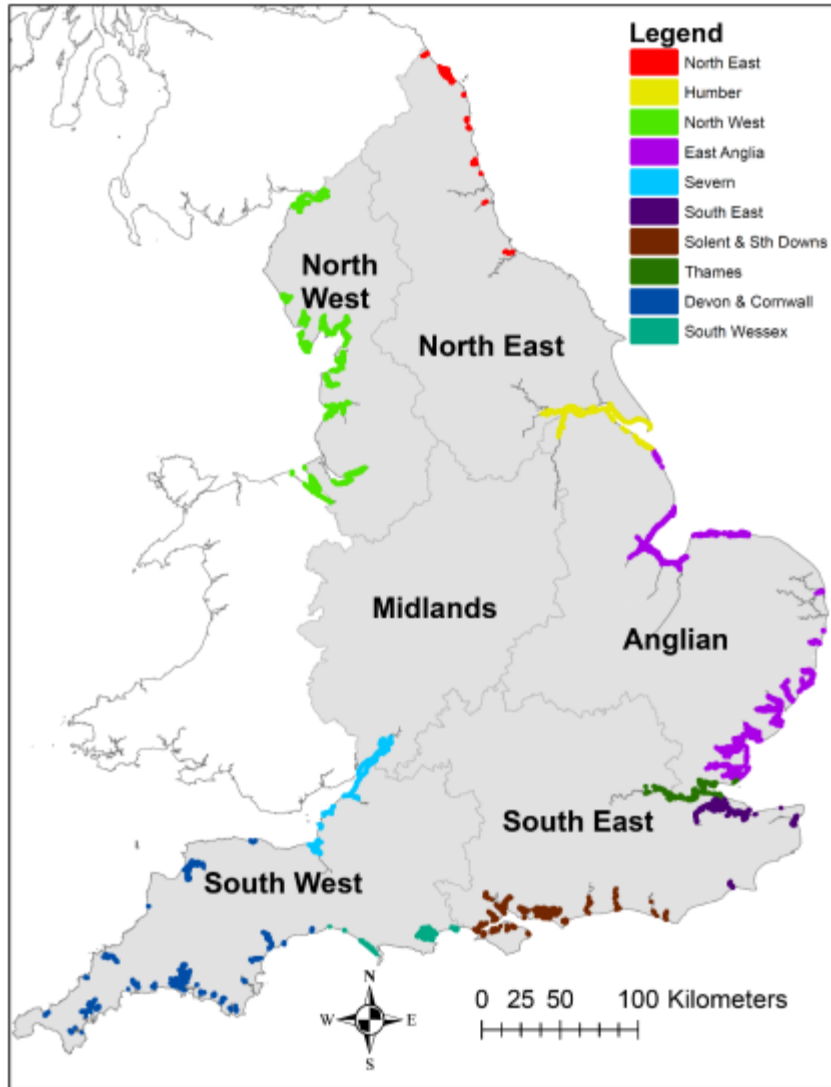 Legend
North East
Humber
North West
East Anglia
Severn
South East
Solent & Sth Downs
Thames
Devon & Cornwall
South Wessex
North
West
North East
Midlands
Anglian
South East
South West
N
W E
S
0 25 50 100 Kilometers